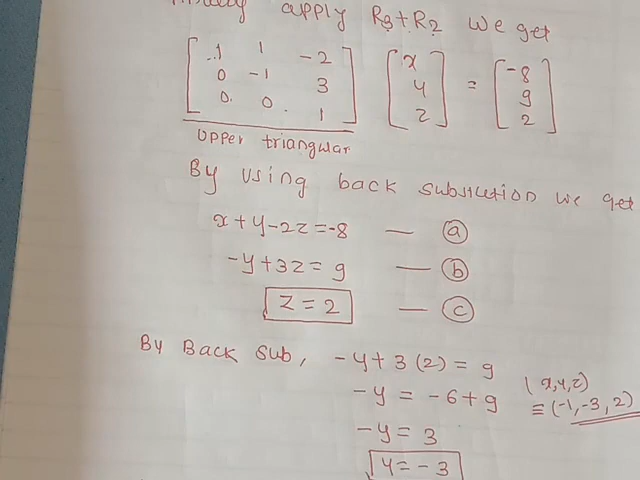 apply R3+R2 we get
1 1 -2 x -8
0 -1 3 y = 9
0 0 1 z 2
Upper triangular
By using back substitution we get
x+y-2z=-8 — (a)
-y+3z=9 — (b)
z=2 — (c)
By Back sub, -y+3(2)=9
(x,y,z)
-y = -6+9 ≡(-1,-3,2)
-y=3
y=-3